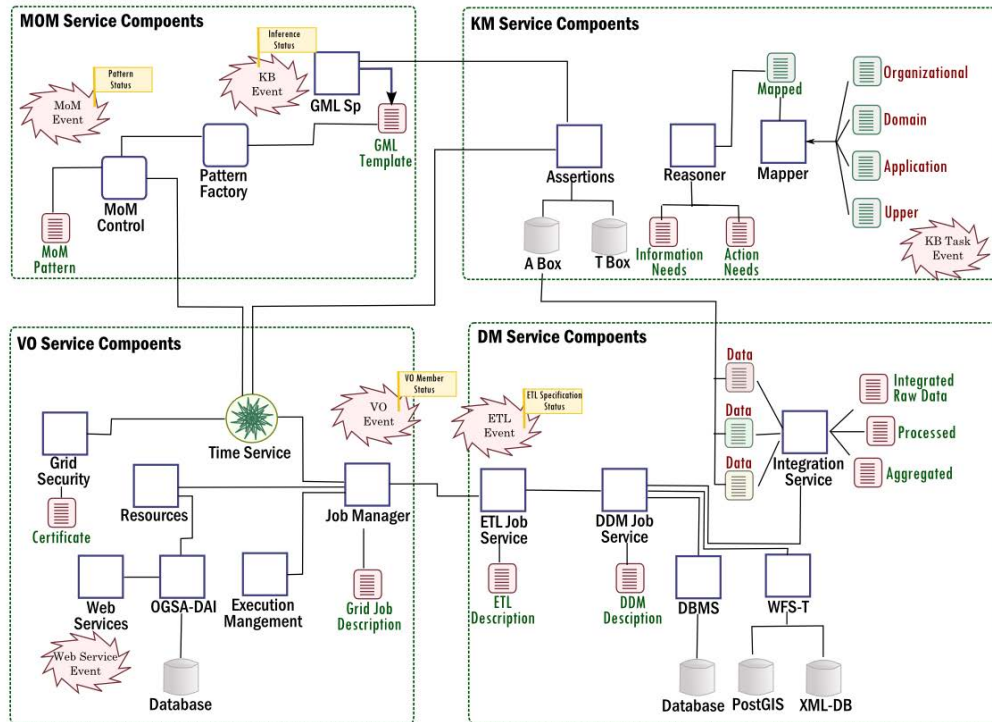 MOM Service Compoents
Pattern
Status
MoM
Event
Inference
Status
KB
Event
GML Sp
GML
Template
Pattern
Factory
MoM
Control
MoM
Pattern
KM Service Compoents
Mapped
Organizational
Domain
Application
Upper
Assertions
Reasoner
Mapper
A Box
T Box
Information
Needs
Action
Needs
KB Task
Event
VO Service Compoents
VO Member
Status
VO
Event
Time Service
Grid
Security
Certificate
Resources
Job Manager
Web
Services
OGSA-DAI
Execution
Mangement
Grid Job
Description
Web Service
Event
Database
DM Service Compoents
ETL Specification
Status
ETL
Event
Data
Data
Data
Integrated
Raw Data
Processed
Aggregated
Integration
Service
ETL Job
Service
DDM Job
Service
ETL
Description
DDM
Desciption
DBMS
WFS-T
Database
PostGIS
XML-DB